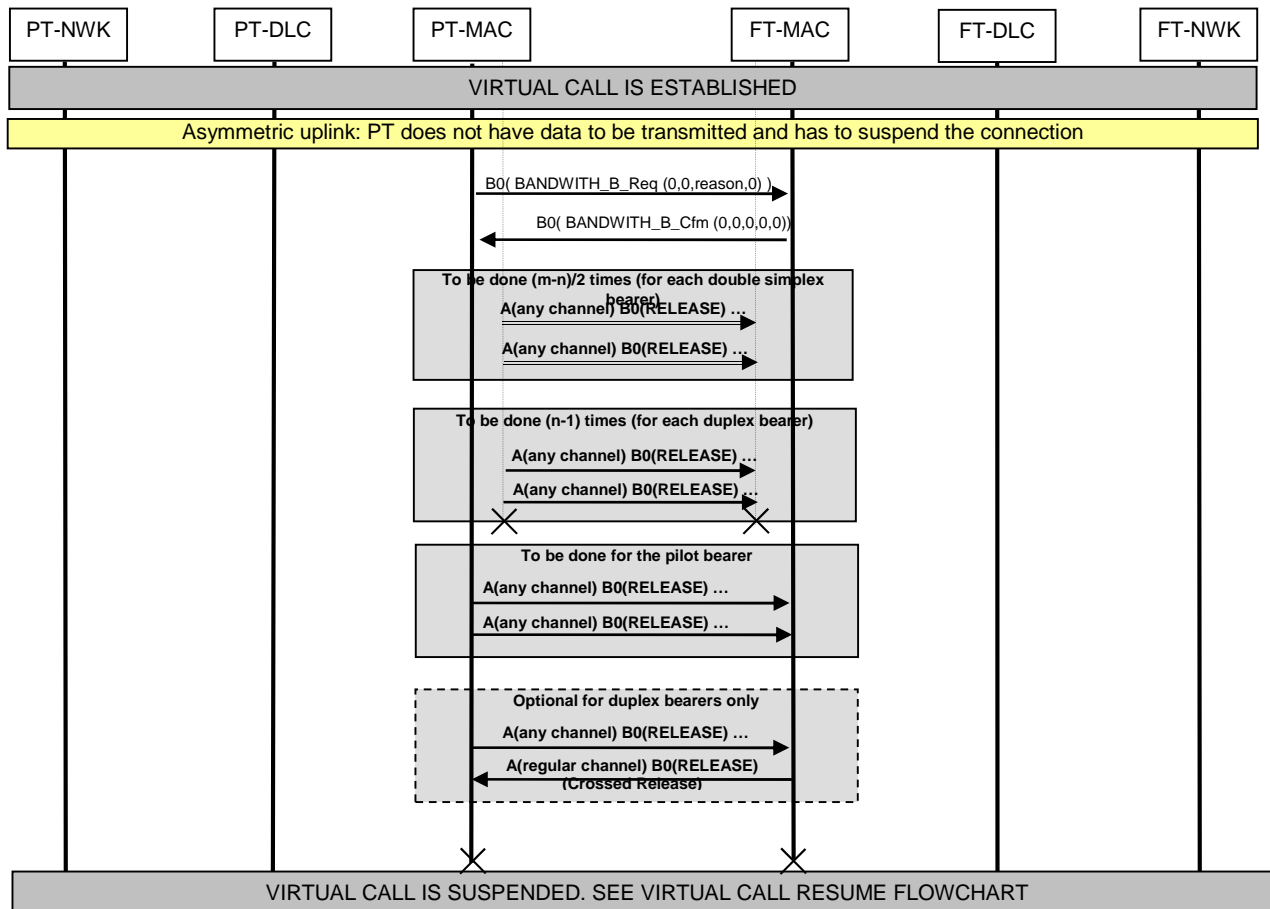 PT-NWK
PT-DLC
PT-MAC
FT-MAC
FT-DLC
FT-NWK
VIRTUAL CALL IS ESTABLISHED
Asymmetric uplink: PT does not have data to be transmitted and has to suspend the connection
B0( BANDWITH_B_Req (0,0,reason,0) )
B0( BANDWITH_B_Cfm (0,0,0,0,0))
To be done (m-n)/2 times (for each double simplex
bearer)
A(any channel) B0(RELEASE) …
A(any channel) B0(RELEASE) …
To be done (n-1) times (for each duplex bearer)
A(any channel) B0(RELEASE) …
A(any channel) B0(RELEASE) …
To be done for the pilot bearer
A(any channel) B0(RELEASE) …
A(any channel) B0(RELEASE) …
Optional for duplex bearers only
A(any channel) B0(RELEASE) …
A(regular channel) B0(RELEASE)
(Crossed Release)
VIRTUAL CALL IS SUSPENDED. SEE VIRTUAL CALL RESUME FLOWCHART